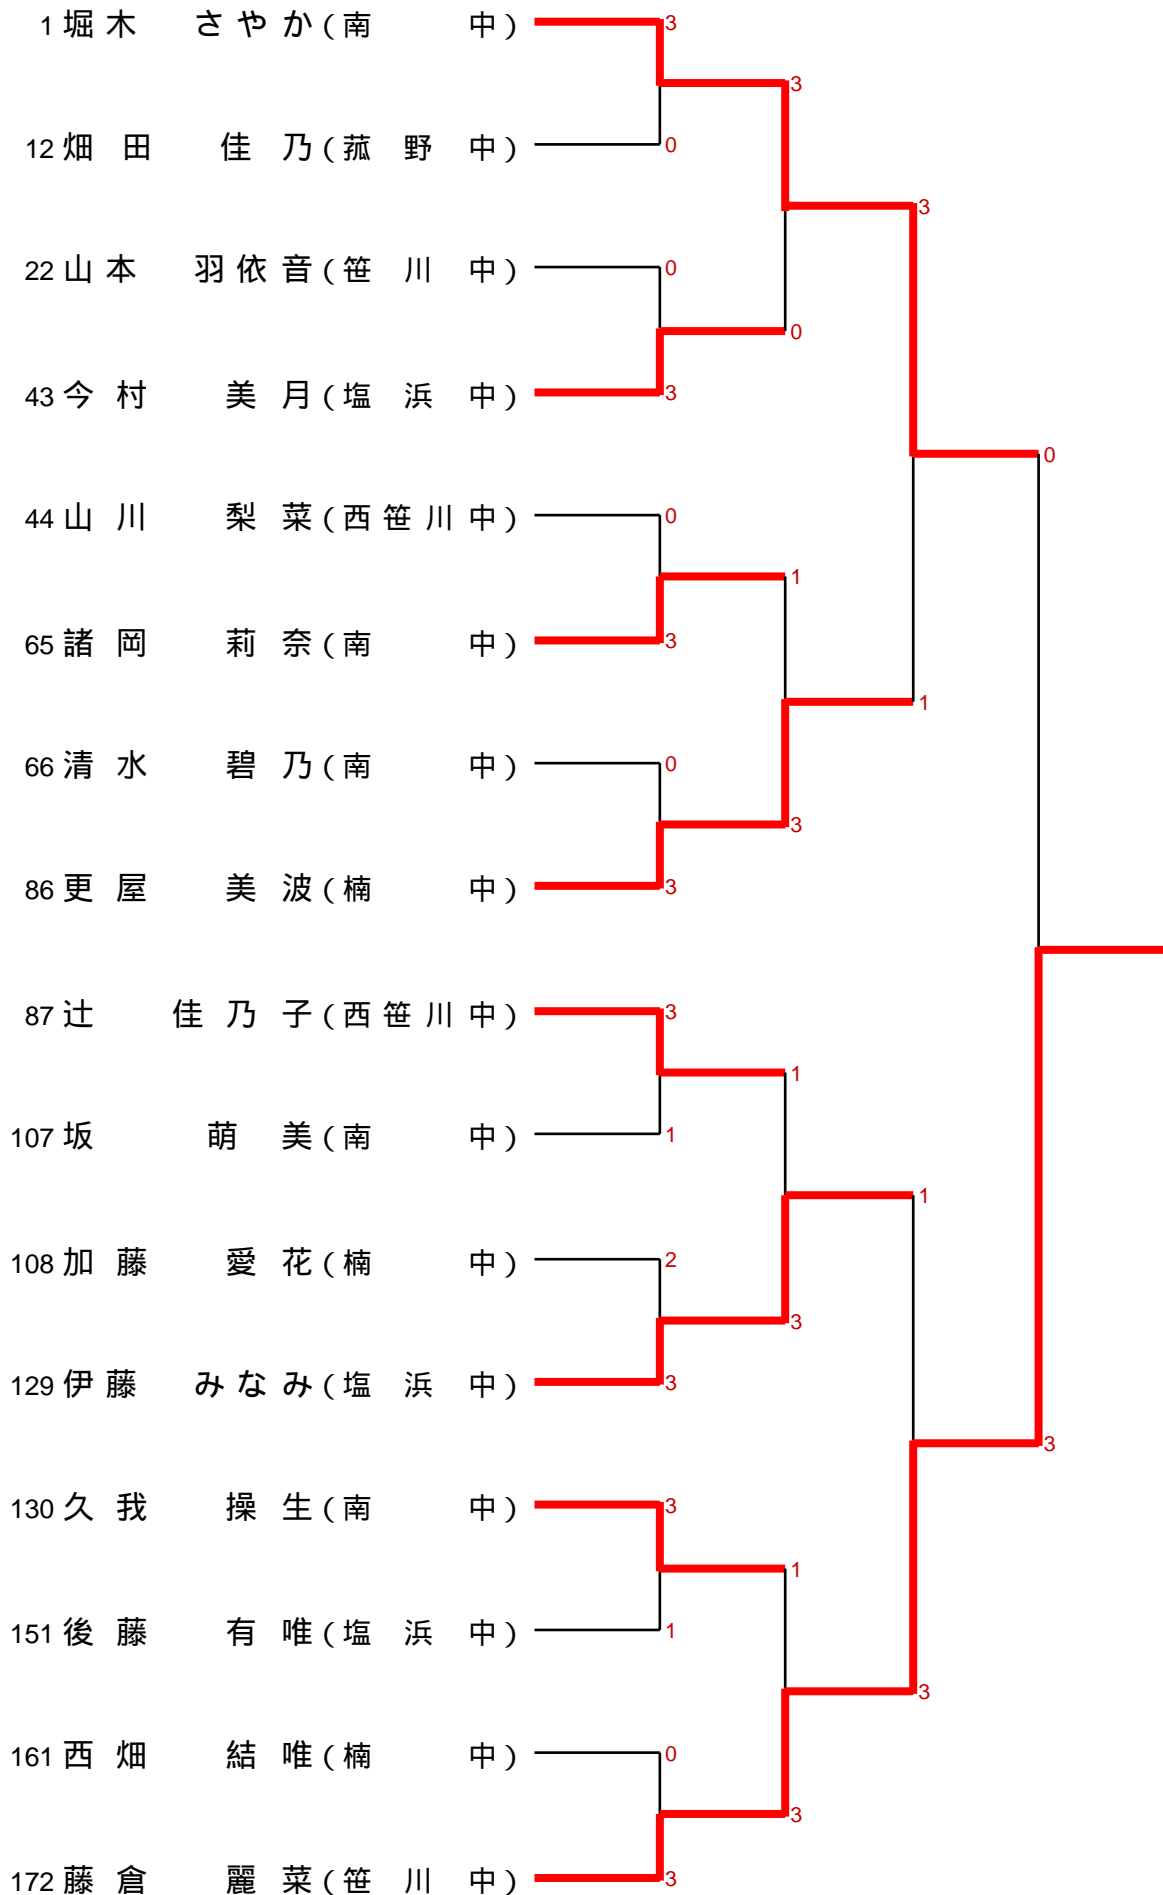 1 堀木 さやか(南 中) 3
3
12 畑田 佳乃(菰野中) 0
3
22 山本 羽依音(笹川中) 0
0
43 今村 美月(塩浜中) 3
0
44 山川 梨菜(西笹川中) 0
1
65 諸岡 莉奈(南 中) 3
1
66 清水 碧乃(南 中) 0
3
86 更屋 美波(楠 中) 3
87 辻 佳乃子(西笹川中) 3
1
107 坂 萌美(南 中) 1
1
108 加藤 愛花(楠 中) 2
3
129 伊藤 みなみ(塩浜中) 3
3
130 久我 操生(南 中) 3
1
151 後藤 有唯(塩浜中) 1
3
161 西畑 結唯(楠 中) 0
3
172 藤倉 麗菜(笹川中) 3